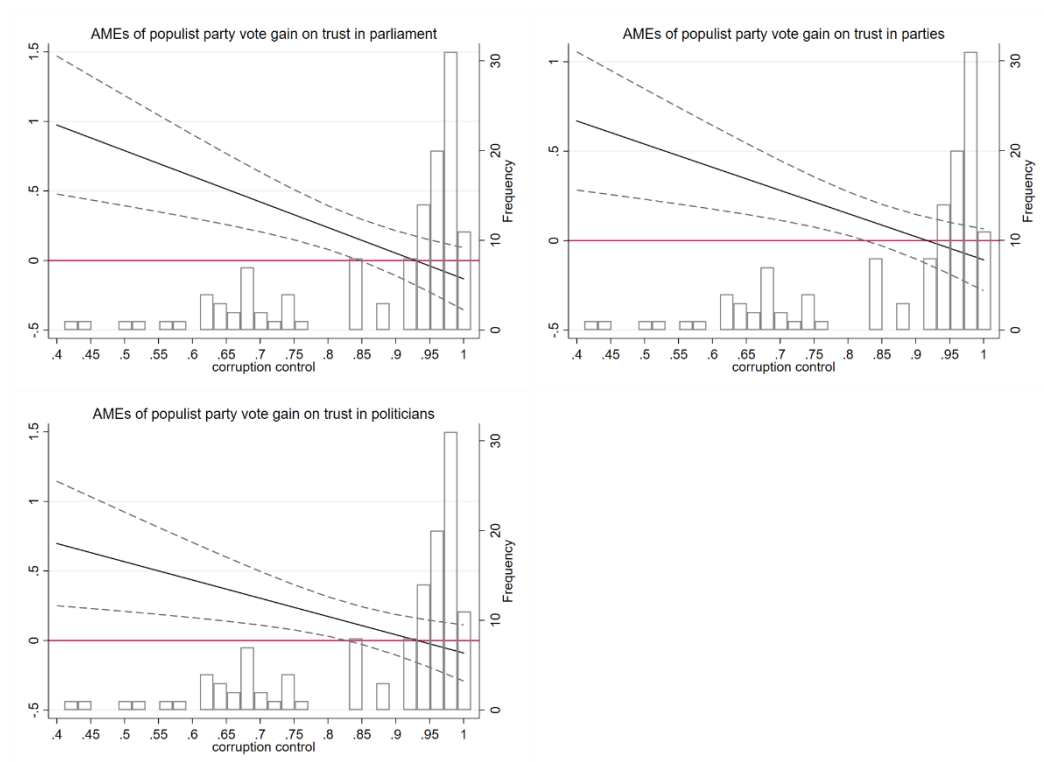 AMEs of populist party vote gain on trust in parliament
1.5
1
.5
0
-.5
30
20
10
0
Frequency
.4 .45 .5 .55 .6 .65 .7 .75 .8 .85 .9 .95 1
corruption control
AMEs of populist party vote gain on trust in parties
1
.5
0
-.5
30
20
10
0
Frequency
.4 .45 .5 .55 .6 .65 .7 .75 .8 .85 .9 .95 1
corruption control
AMEs of populist party vote gain on trust in politicians
1.5
1
.5
0
-.5
30
20
10
0
Frequency
.4 .45 .5 .55 .6 .65 .7 .75 .8 .85 .9 .95 1
corruption control